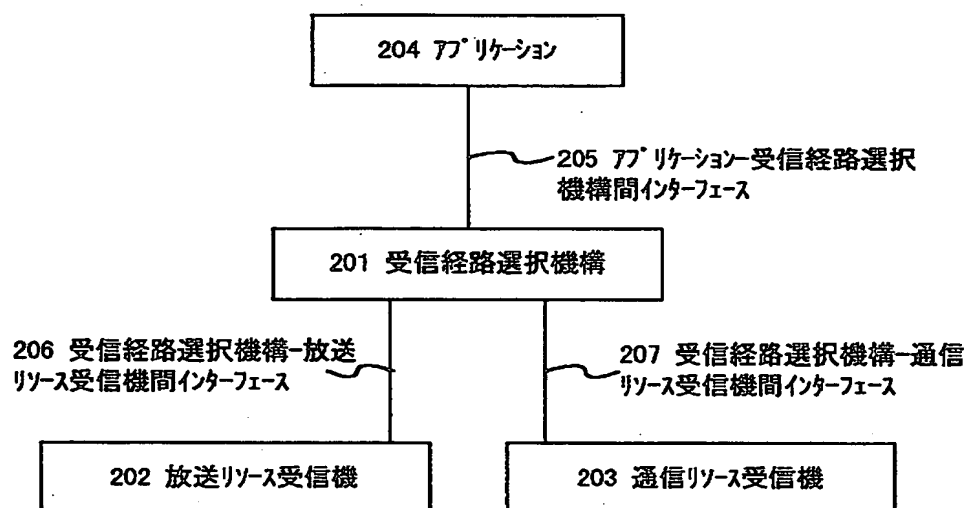 204 ｱﾌﾟﾘｹｰｼｮﾝ
205 ｱﾌﾟﾘｹｰｼｮﾝｰ受信経路選択
機構間ｲﾝﾀｰﾌｪｰｽ
201 受信経路選択機構
206 受信経路選択機構ｰ放送
ﾘｿｰｽ受信機間ｲﾝﾀｰﾌｪｰｽ
207 受信経路選択機構ｰ通信
ﾘｿｰｽ受信機間ｲﾝﾀｰﾌｪｰｽ
202 放送ﾘｿｰｽ受信機
203 通信ﾘｿｰｽ受信機